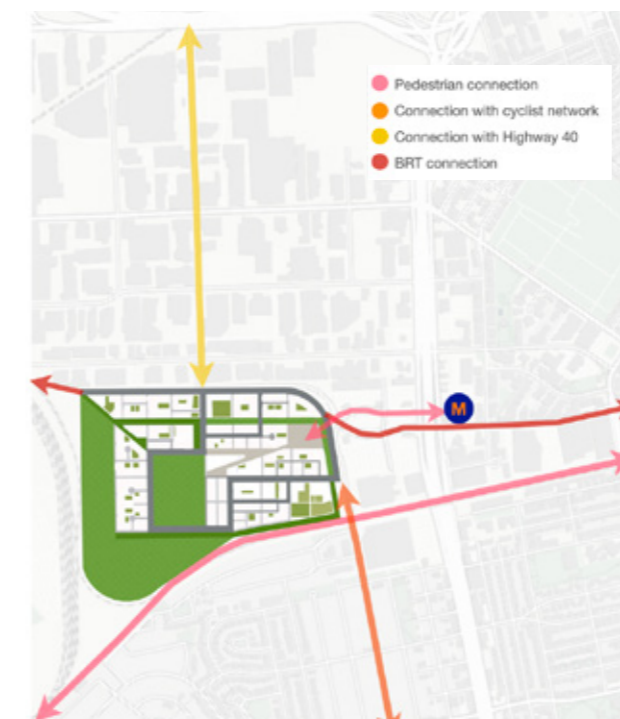 Pedestrian connection
Connection with cyclist network
Connection with Highway 40
BRT connection
M